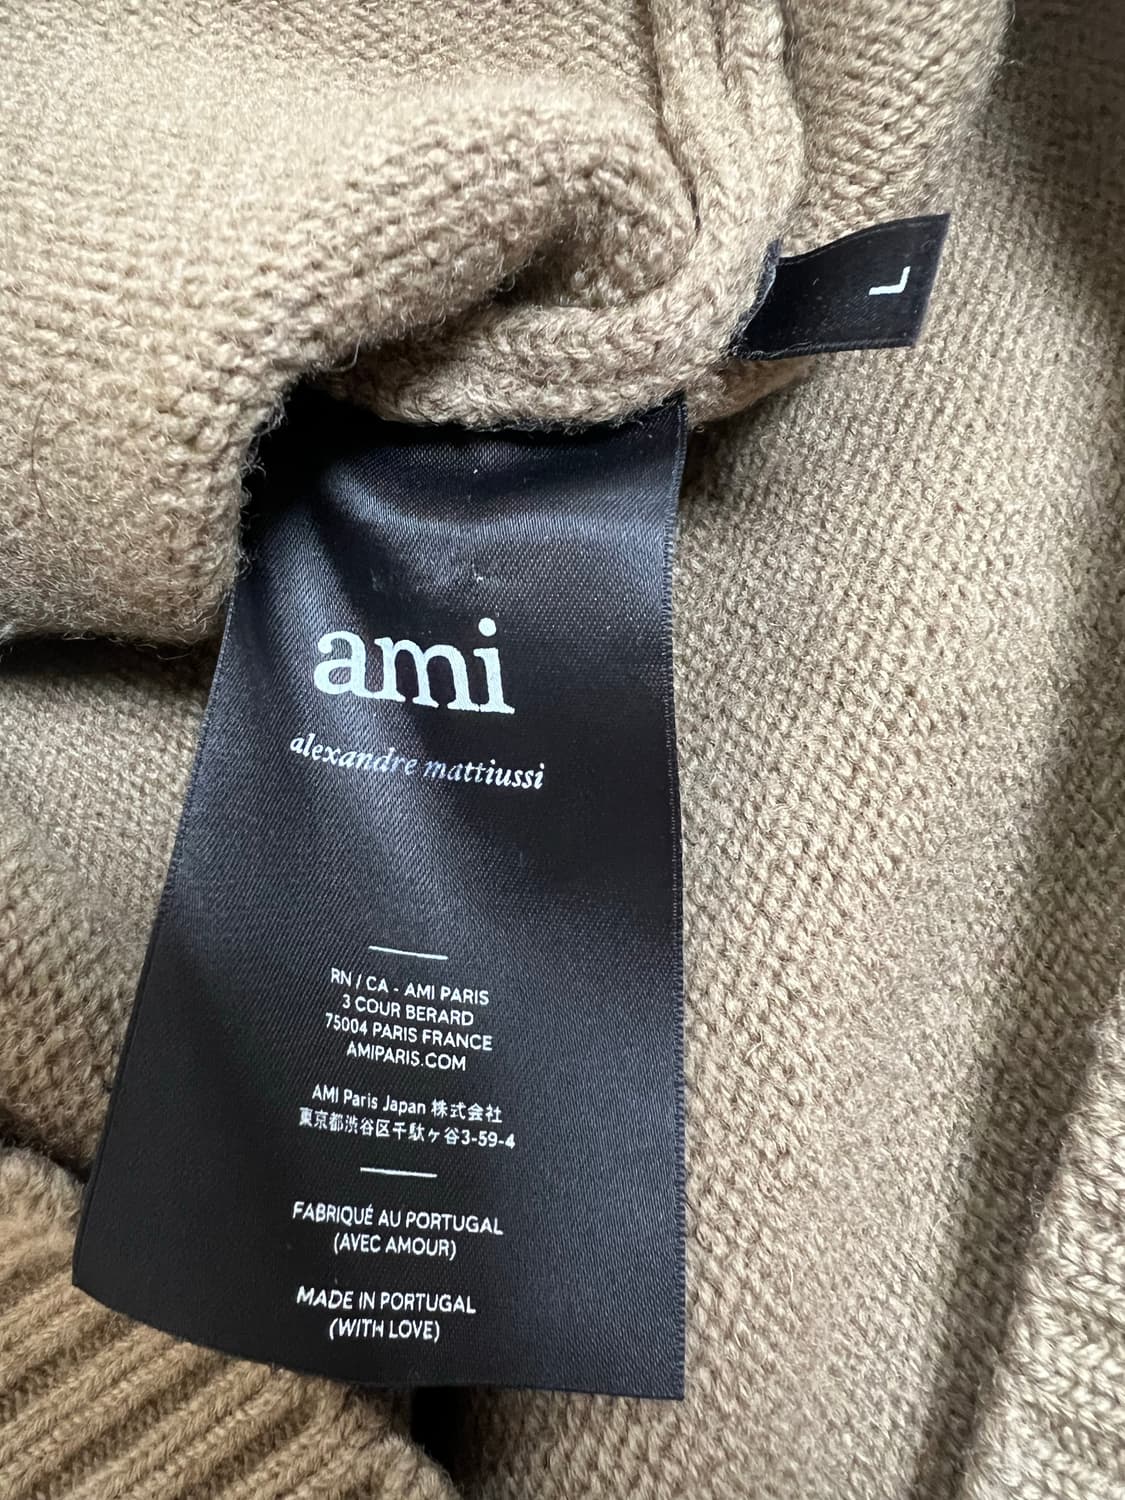 L
ami
alexandre mattiussi
RN / CA - AMI PARIS
3 COUR BERARD
75004 PARIS FRANCE
AMIPARIS.COM
AMI Paris Japan 株式会社
東京都渋谷区千駄ヶ谷3-59-4
FABRIQUÉ AU PORTUGAL
(AVEC AMOUR)
MADE IN PORTUGAL
(WITH LOVE)